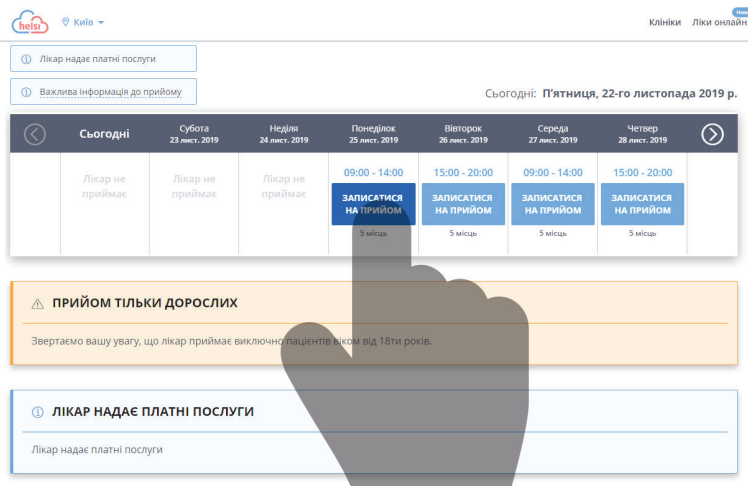 helsi
Київ
Клініки
Ліки онлайн
Лікар надає платні послуги
Важлива інформація до прийому
Сьогодні: П'ятниця, 22-го листопада 2019 р.
Сьогодні
Субота
23 лист. 2019
Неділя
24 лист. 2019
Понеділок
25 лист. 2019
Вівторок
26 лист. 2019
Середа
27 лист. 2019
Четвер
28 лист. 2019
Лікар не
приймає
Лікар не
приймає
Лікар не
приймає
09:00 - 14:00
ЗАПИСАТИСЯ
НА ПРИЙОМ
5 місць
15:00 - 20:00
ЗАПИСАТИСЯ
НА ПРИЙОМ
5 місць
09:00 - 14:00
ЗАПИСАТИСЯ
НА ПРИЙОМ
5 місць
15:00 - 20:00
ЗАПИСАТИСЯ
НА ПРИЙОМ
5 місць
ПРИЙОМ ТІЛЬКИ ДОРОСЛИХ
Звертаємо вашу увагу, що лікар приймає виключно пацієнтів віком від 18ти років.
ЛІКАР НАДАЄ ПЛАТНІ ПОСЛУГИ
Лікар надає платні послуги